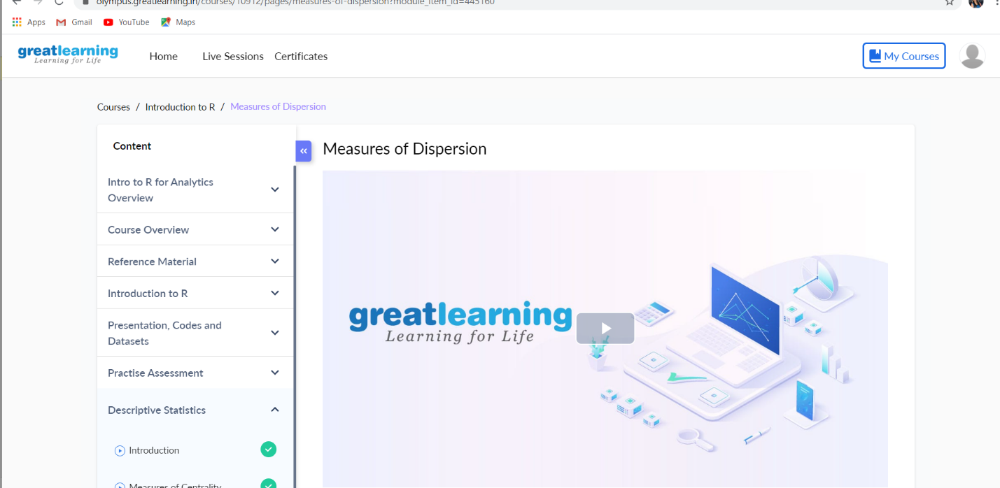 olympus.greatlearning.in/courses/10912/pages/measures-of-dispersion?module_item_id=445160
Apps Gmail YouTube Maps
greatlearning
Learning for Life
Home Live Sessions Certificates My Courses
Courses / Introduction to R / Measures of Dispersion
Content
«
Measures of Dispersion
Intro to R for Analytics
Overview
Course Overview
Reference Material
Introduction to R
Presentation, Codes and
Datasets
Practise Assessment
Descriptive Statistics
Introduction
Measures of Centrality
greatlearning
Learning for Life